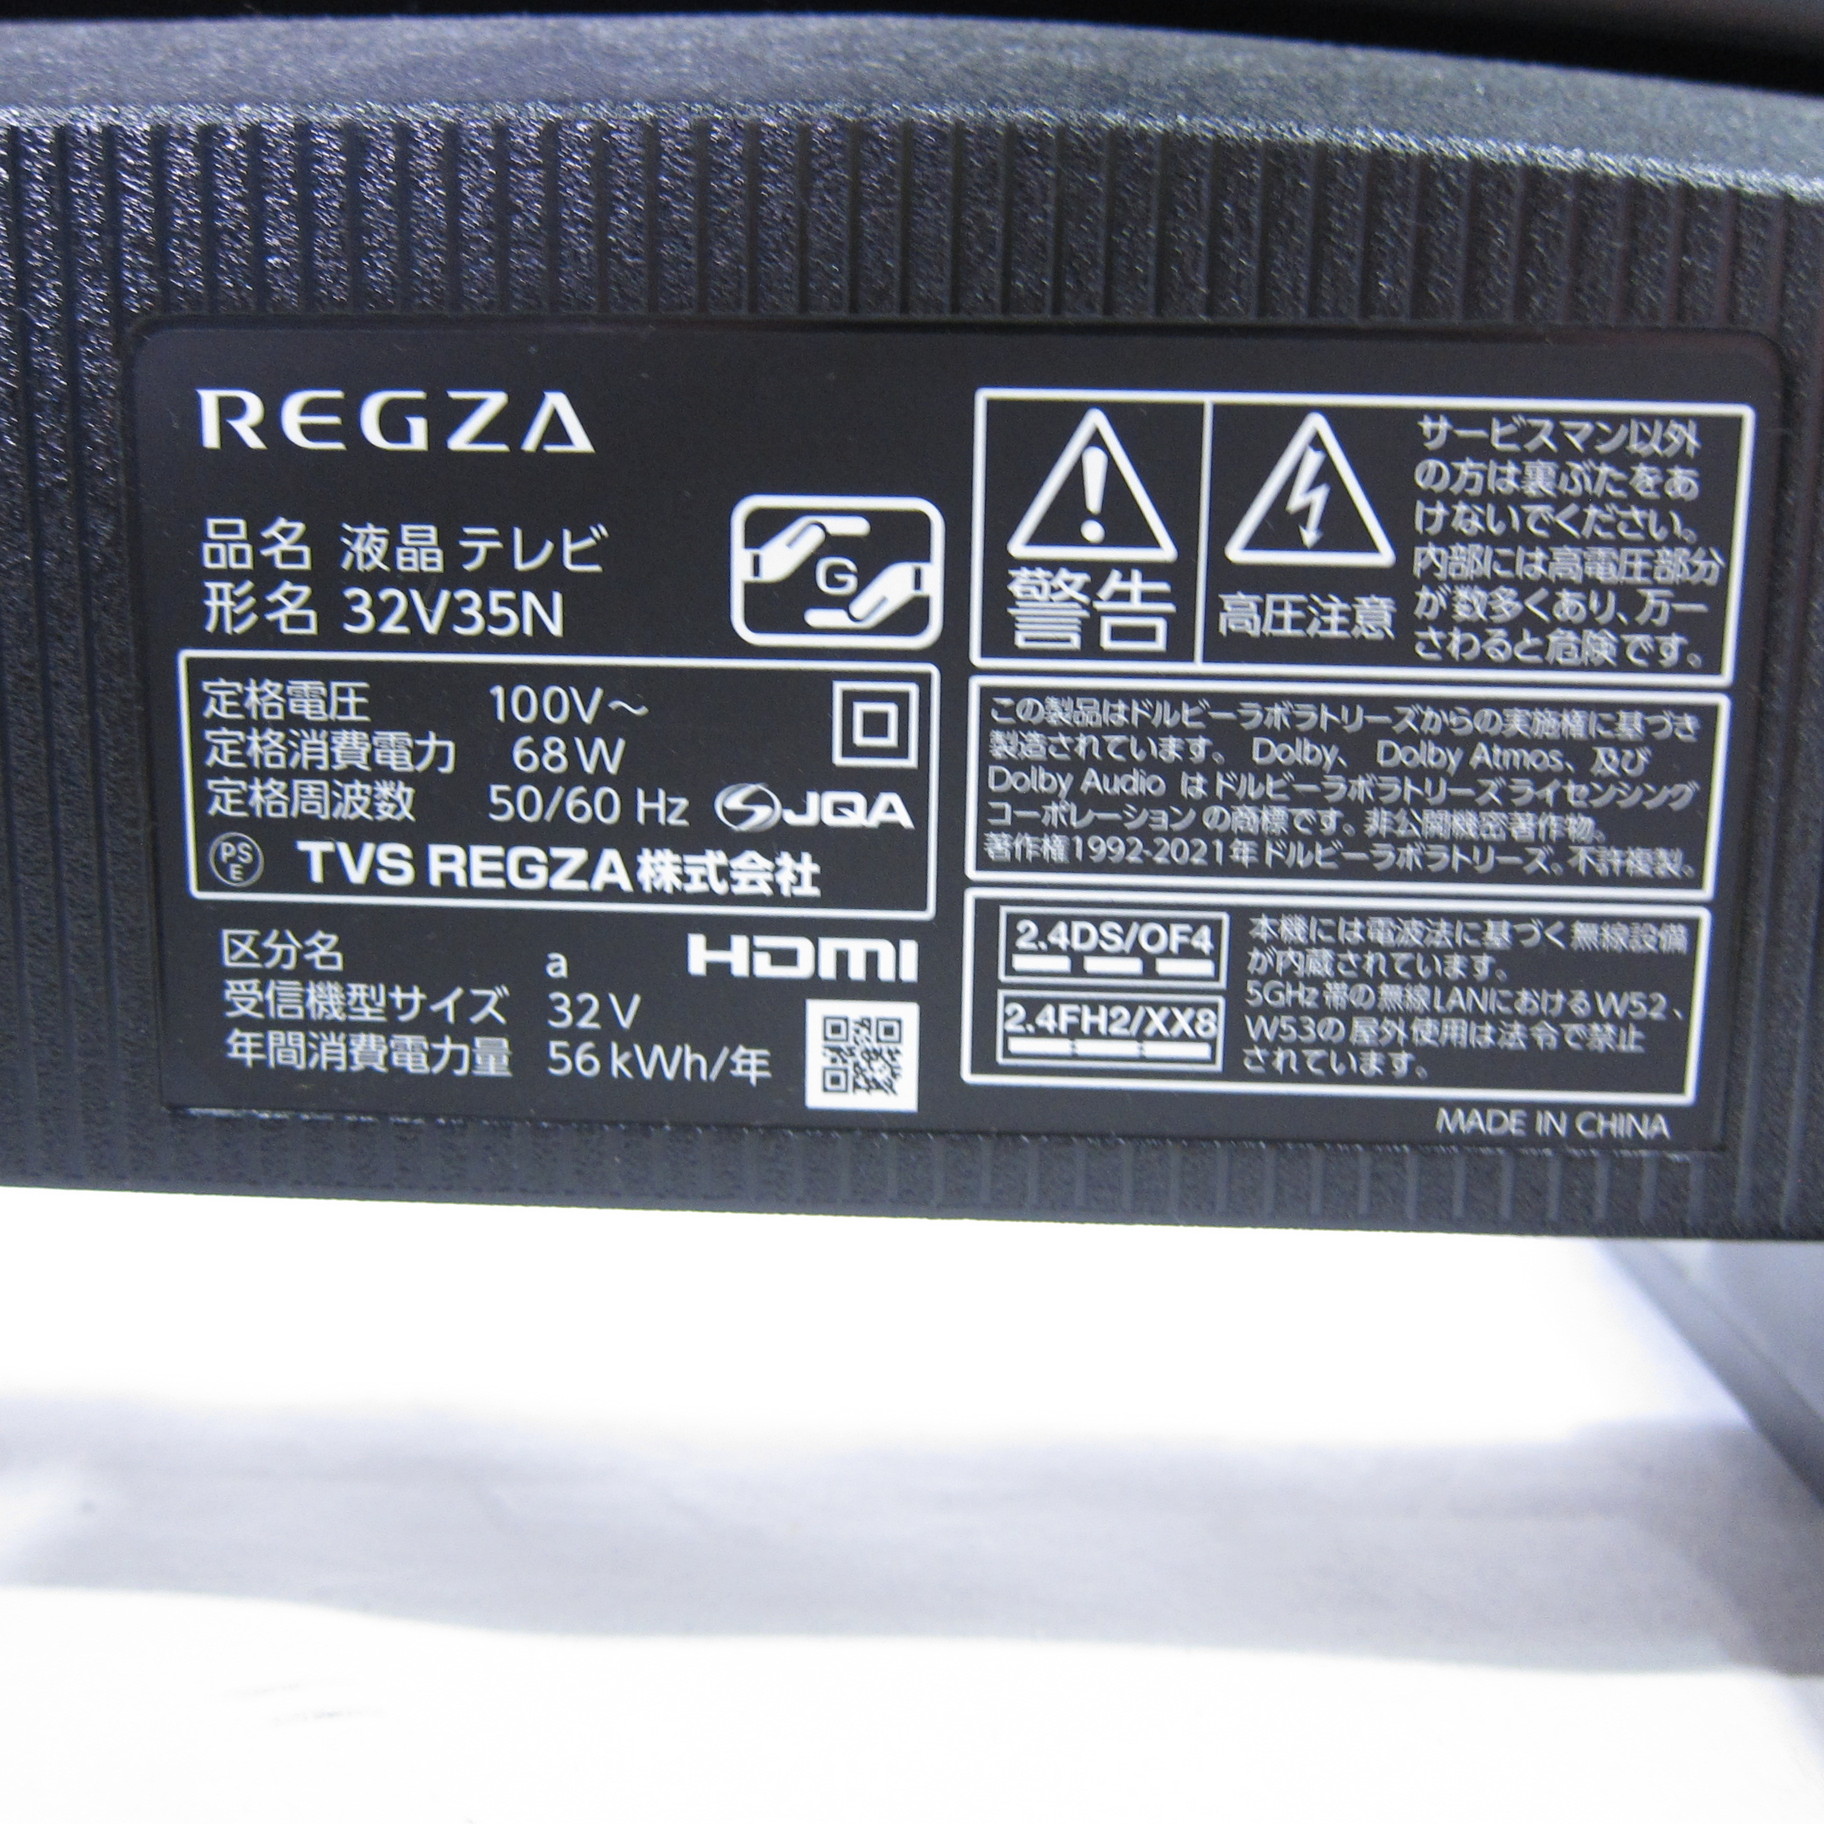 REGZA
品名 液晶テレビ
形名 32V35N
G
定格電圧 100V～
定格消費電力 68W
定格周波数 50/60 Hz
JQA
PSE TVS REGZA株式会社
区分名 a
HDMI
受信機型サイズ 32V
年間消費電力量 56kWh/年
警告
高圧注意
サービスマン以外
の方は裏ぶたをあ
けないでください。
内部には高電圧部分
が数多くあり、万一
さわると危険です。
この製品はドルビーラボラトリーズからの実施権に基づき
製造されています。 Dolby、 Dolby Atmos、及び
Dolby Audio はドルビーラボラトリーズライセンシング
コーポレーションの商標です。非公開機密著作物。
著作権1992-2021年ドルビーラボラトリーズ。不許複製。
2.4DS/OF4
2.4FH2/XX8
本機には電波法に基づく無線設備
が内蔵されています。
5GHz帯の無線LANにおけるW52、
W53の屋外使用は法令で禁止
されています。
MADE IN CHINA